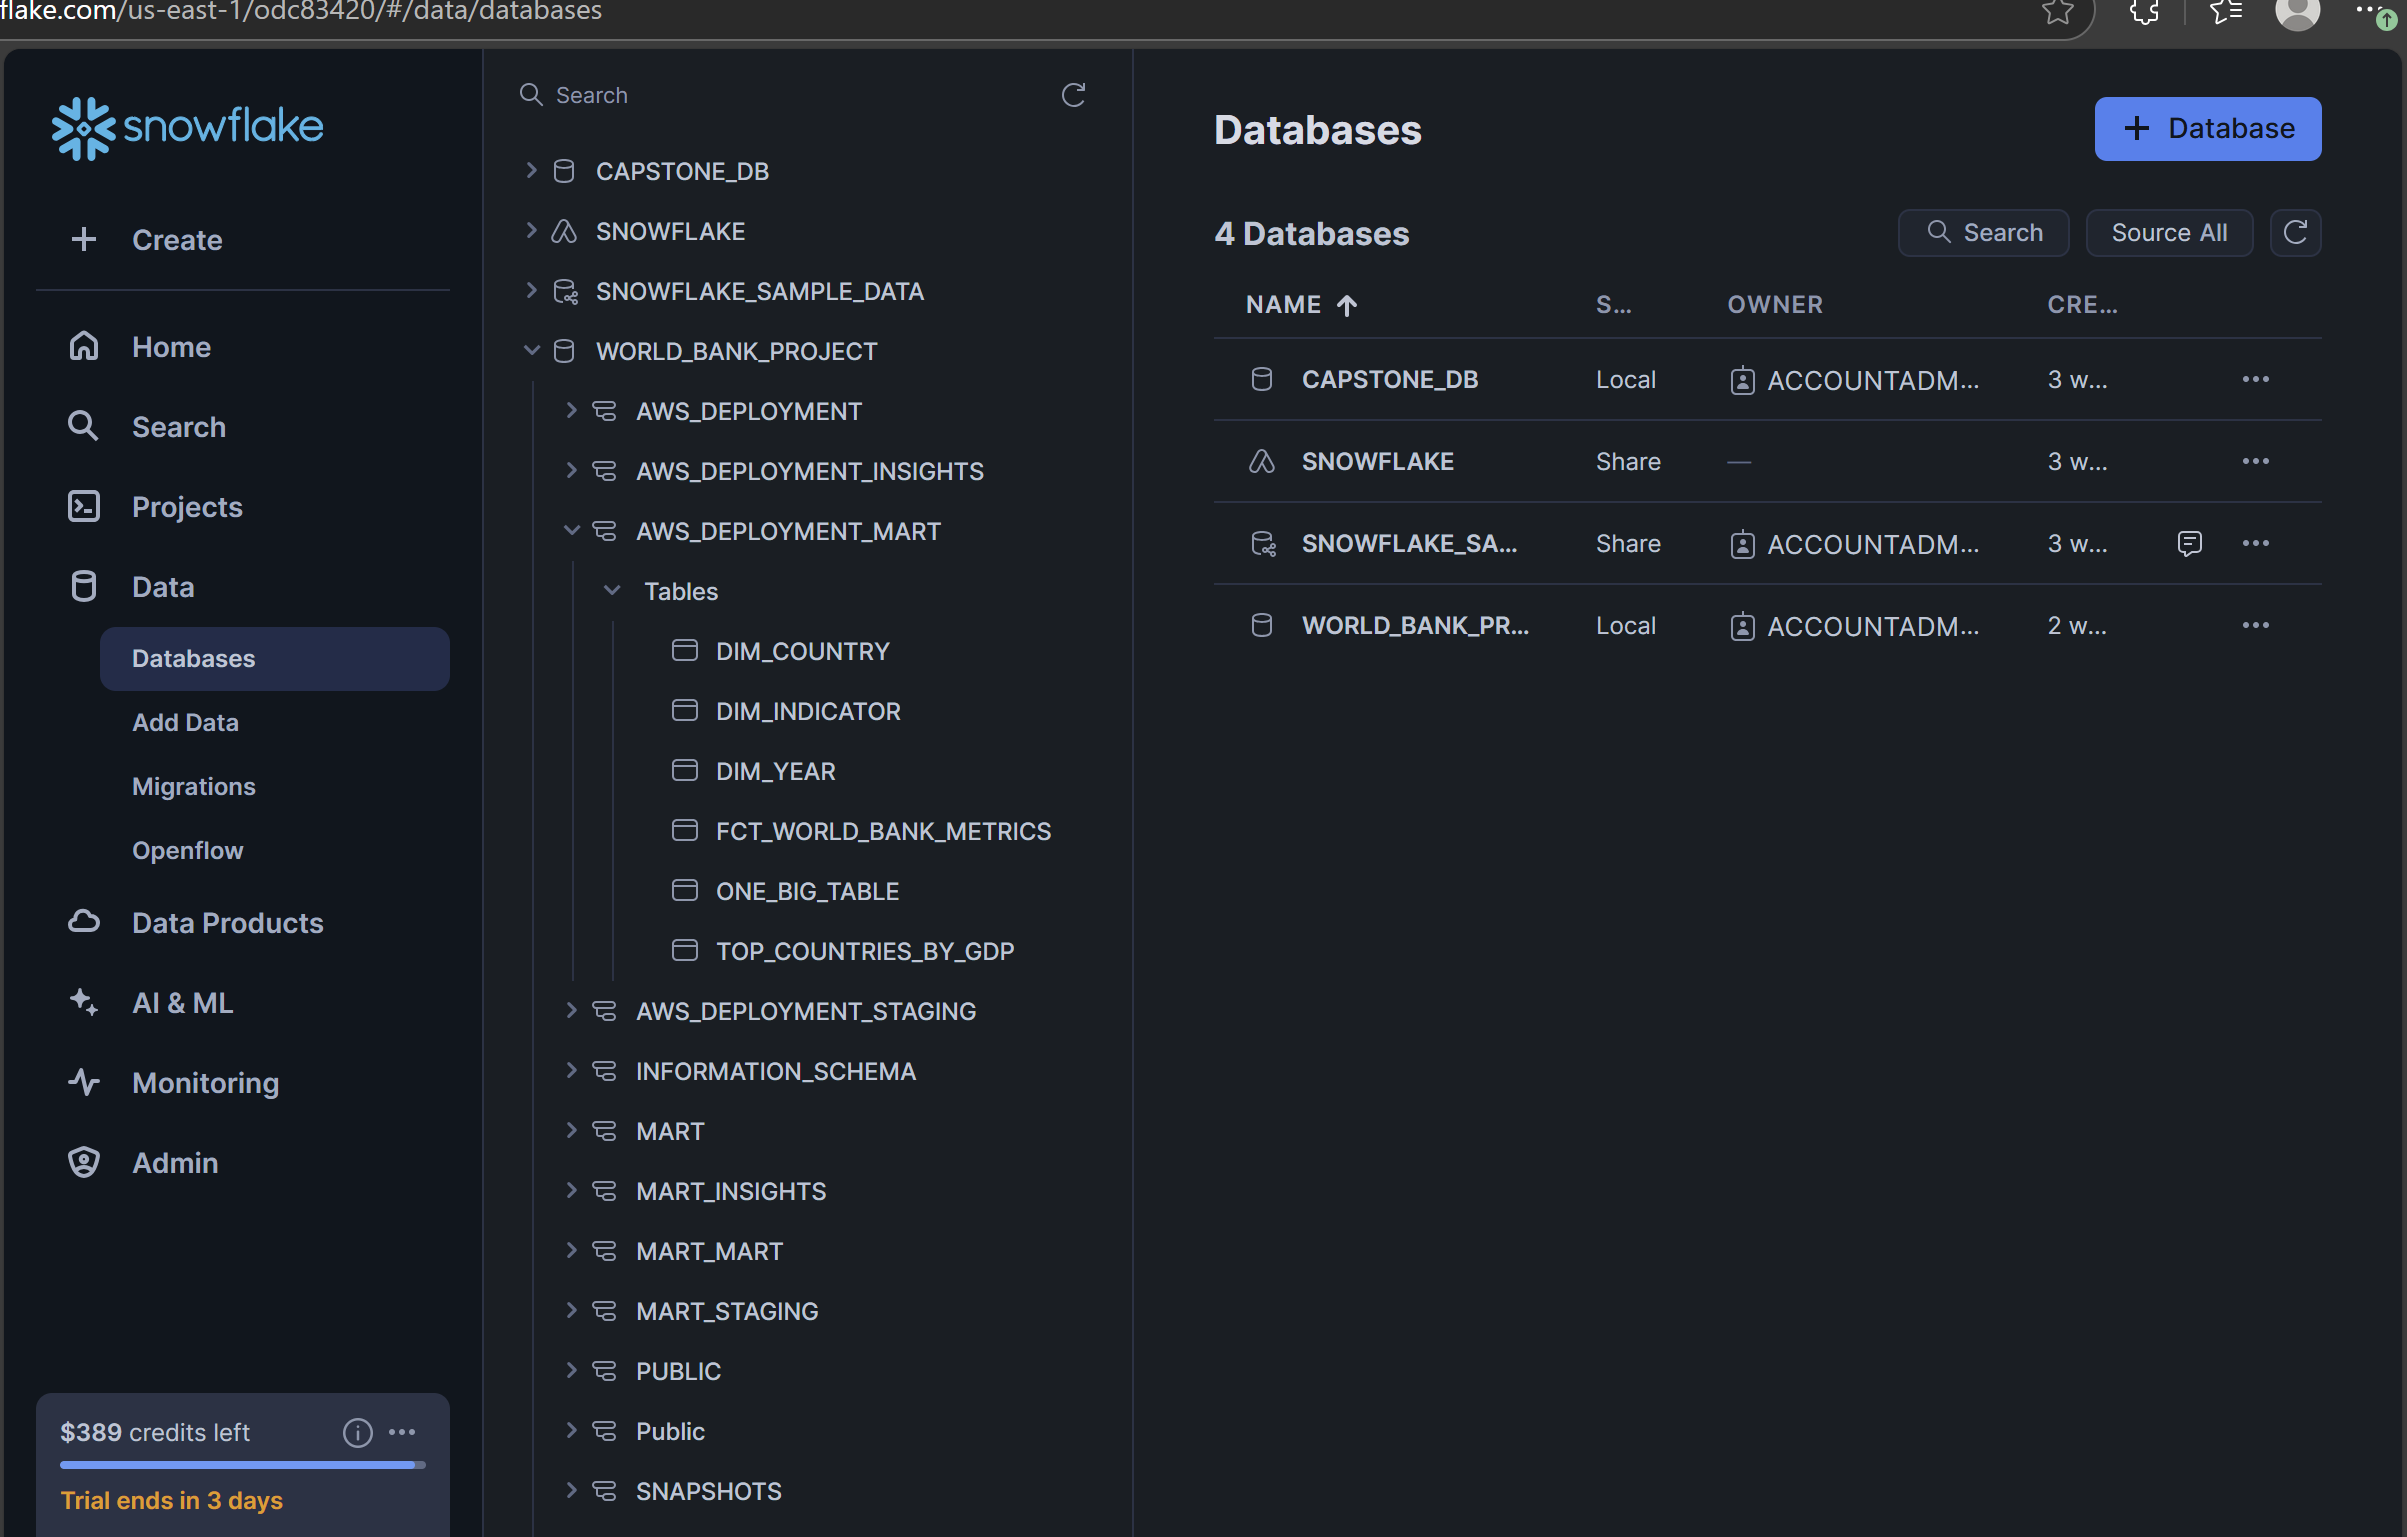 flake.com/us-east-1/odc83420/#/data/databases
snowflake
Create
Home
Search
Projects
Data
Databases
Add Data
Migrations
Openflow
Data Products
AI & ML
Monitoring
Admin
$389 credits left
Trial ends in 3 days
Search
CAPSTONE_DB
SNOWFLAKE
SNOWFLAKE_SAMPLE_DATA
WORLD_BANK_PROJECT
AWS_DEPLOYMENT
AWS_DEPLOYMENT_INSIGHTS
AWS_DEPLOYMENT_MART
Tables
DIM_COUNTRY
DIM_INDICATOR
DIM_YEAR
FCT_WORLD_BANK_METRICS
ONE_BIG_TABLE
TOP_COUNTRIES_BY_GDP
AWS_DEPLOYMENT_STAGING
INFORMATION_SCHEMA
MART
MART_INSIGHTS
MART_MART
MART_STAGING
PUBLIC
Public
SNAPSHOTS
Databases
+ Database
4 Databases
Search
Source All
NAME S... OWNER CRE...
CAPSTONE_DB Local ACCOUNTADM... 3 w...
SNOWFLAKE Share — 3 w...
SNOWFLAKE_SA... Share ACCOUNTADM... 3 w...
WORLD_BANK_PR... Local ACCOUNTADM... 2 w...